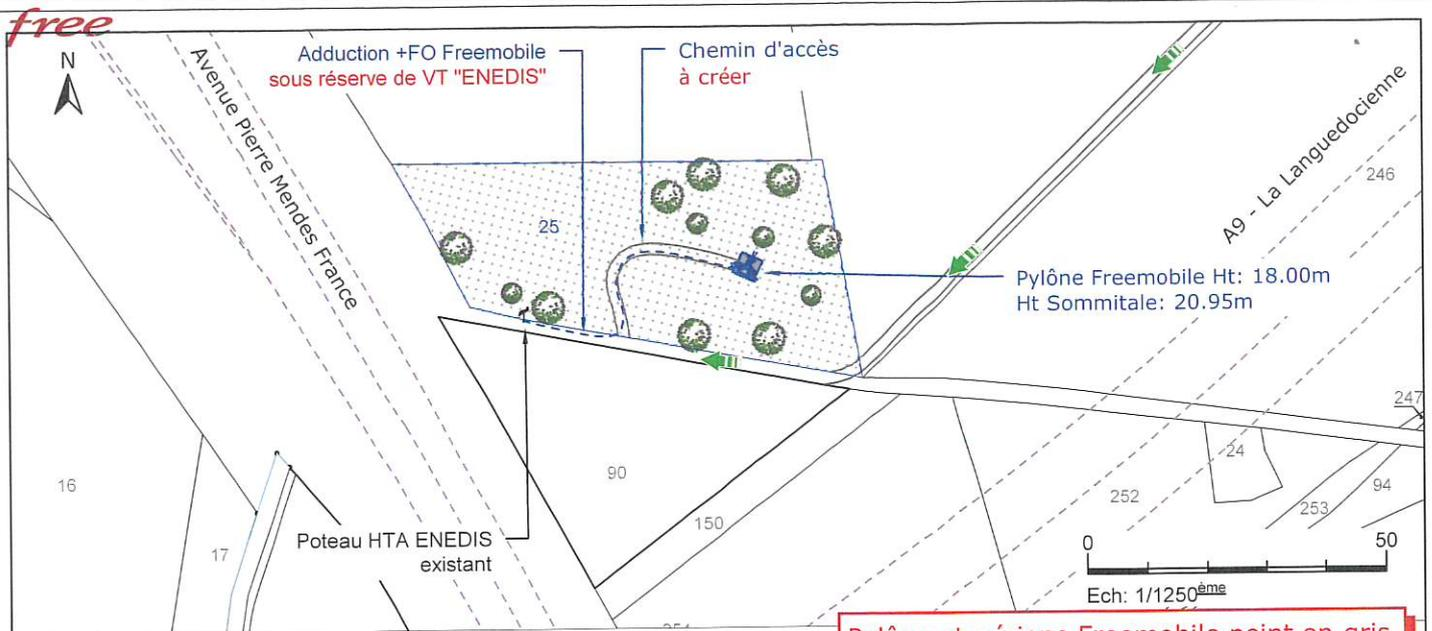 free
N
Avenue Pierre Mendes France
Adduction +FO Freemobile
sous réserve de VT "ENEDIS"
Chemin d'accès
à créer
A9 - La Languedocienne
246
25
Pylône Freemobile Ht: 18.00m
Ht Sommitale: 20.95m
247
24
90
16
252
94
253
150
17
Poteau HTA ENEDIS
existant
0 50
Ech: 1/1250ème